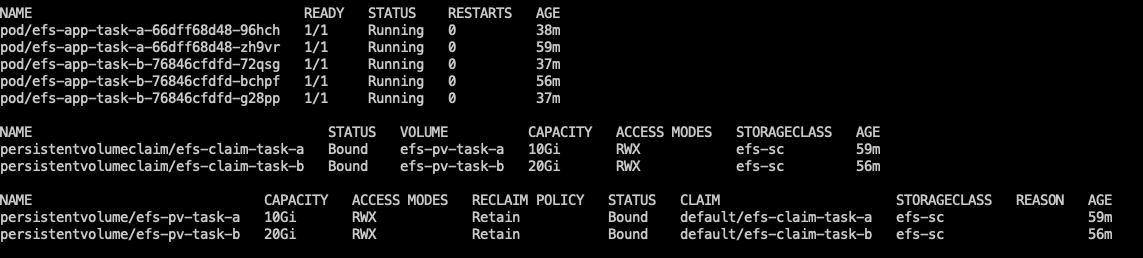 NAME READY STATUS RESTARTS AGE
pod/efs-app-task-a-66dff68d48-96hch 1/1 Running 0 38m
pod/efs-app-task-a-66dff68d48-zh9vr 1/1 Running 0 59m
pod/efs-app-task-b-76846cfdfd-72qsg 1/1 Running 0 37m
pod/efs-app-task-b-76846cfdfd-bchpf 1/1 Running 0 56m
pod/efs-app-task-b-76846cfdfd-g28pp 1/1 Running 0 37m
NAME STATUS VOLUME CAPACITY ACCESS MODES STORAGECLASS AGE
persistentvolumeclaim/efs-claim-task-a Bound efs-pv-task-a 10Gi RWX efs-sc 59m
persistentvolumeclaim/efs-claim-task-b Bound efs-pv-task-b 20Gi RWX efs-sc 56m
NAME CAPACITY ACCESS MODES RECLAIM POLICY STATUS CLAIM STORAGECLASS REASON AGE
persistentvolume/efs-pv-task-a 10Gi RWX Retain Bound default/efs-claim-task-a efs-sc 59m
persistentvolume/efs-pv-task-b 20Gi RWX Retain Bound default/efs-claim-task-b efs-sc 56m